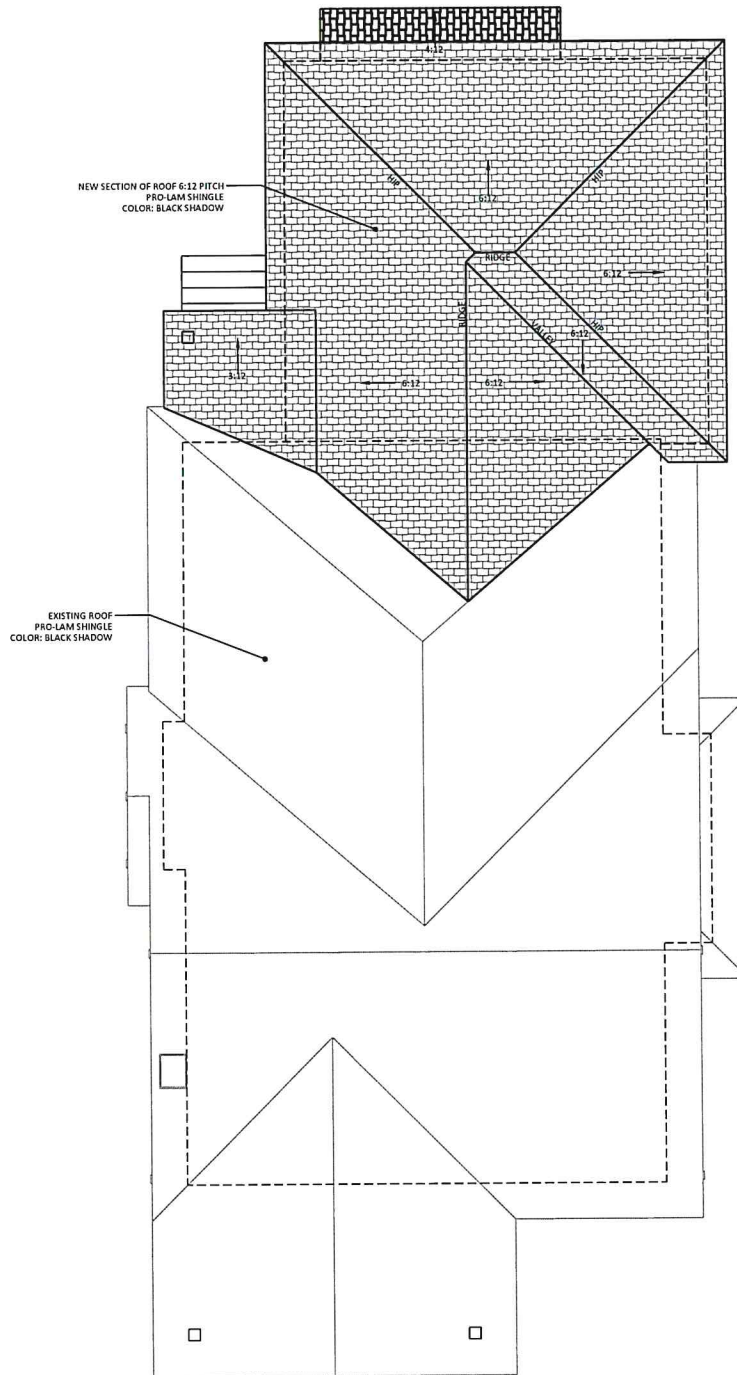 4:12
NEW SECTION OF ROOF 6:12 PITCH
PRO-LAM SHINGLE
COLOR: BLACK SHADOW
HIP
HIP
6:12
RIDGE
6:12
RIDGE
VALLEY
HIP
6:12
3:12
6:12
6:12
EXISTING ROOF
PRO-LAM SHINGLE
COLOR: BLACK SHADOW